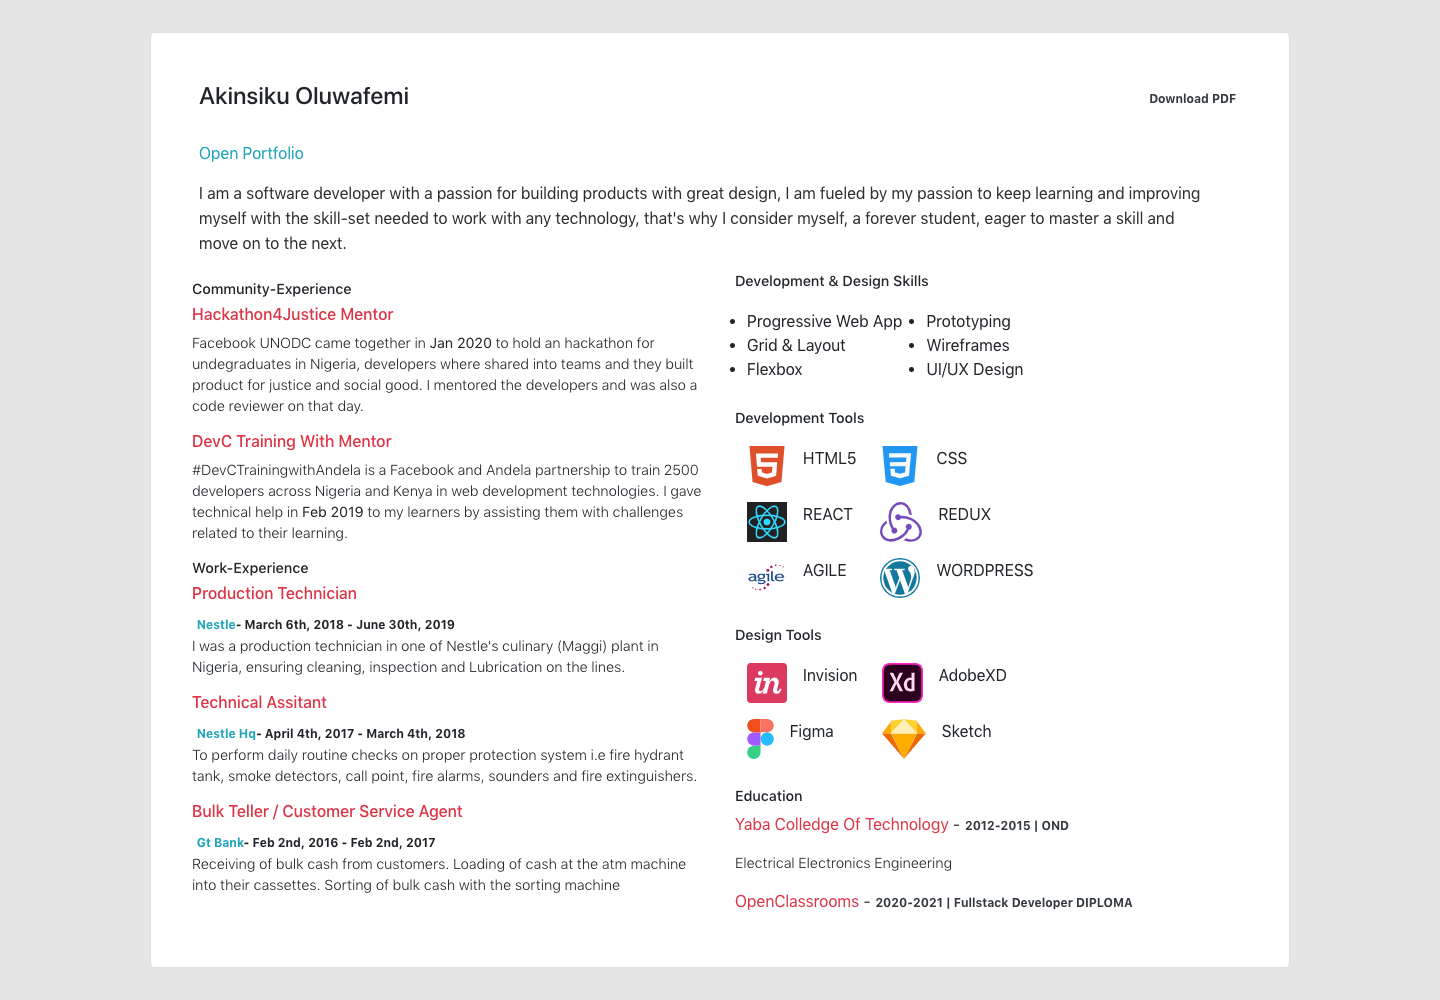 Akinsiku Oluwafemi
Download PDF
Open Portfolio
I am a software developer with a passion for building products with great design, I am fueled by my passion to keep learning and improving
myself with the skill-set needed to work with any technology, that's why I consider myself, a forever student, eager to master a skill and
move on to the next.
Community-Experience
Hackathon4Justice Mentor
Facebook UNODC came together in Jan 2020 to hold an hackathon for
undegraduates in Nigeria, developers where shared into teams and they built
product for justice and social good. I mentored the developers and was also a
code reviewer on that day.
DevC Training With Mentor
#DevCTrainingwithAndela is a Facebook and Andela partnership to train 2500
developers across Nigeria and Kenya in web development technologies. I gave
technical help in Feb 2019 to my learners by assisting them with challenges
related to their learning.
Work-Experience
Production Technician
Nestle- March 6th, 2018 - June 30th, 2019
I was a production technician in one of Nestle's culinary (Maggi) plant in
Nigeria, ensuring cleaning, inspection and Lubrication on the lines.
Technical Assitant
Nestle Hq- April 4th, 2017 - March 4th, 2018
To perform daily routine checks on proper protection system i.e fire hydrant
tank, smoke detectors, call point, fire alarms, sounders and fire extinguishers.
Bulk Teller / Customer Service Agent
Gt Bank- Feb 2nd, 2016 - Feb 2nd, 2017
Receiving of bulk cash from customers. Loading of cash at the atm machine
into their cassettes. Sorting of bulk cash with the sorting machine
Development & Design Skills
• Progressive Web App • Prototyping
• Grid & Layout • Wireframes
• Flexbox • UI/UX Design
Development Tools
5 HTML5 3 CSS
REACT REDUX
agile AGILE W WORDPRESS
Design Tools
in Invision Xd AdobeXD
Figma Sketch
Education
Yaba Colledge Of Technology - 2012-2015 | OND
Electrical Electronics Engineering
OpenClassrooms - 2020-2021 | Fullstack Developer DIPLOMA